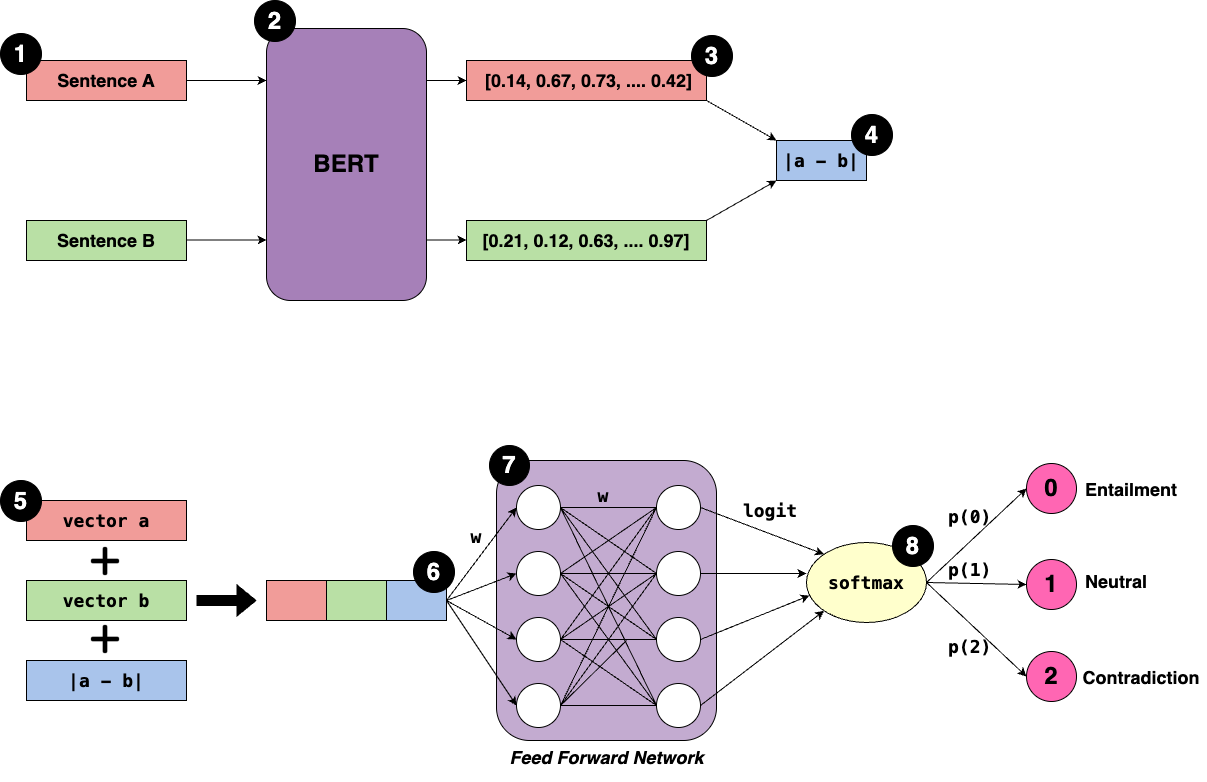 1
Sentence A
2
BERT
[0.14, 0.67, 0.73, .... 0.42]
3
|a - b|
4
Sentence B
[0.21, 0.12, 0.63, .... 0.97]
5
vector a
+
vector b
+
|a - b|
6
7
w
w
logit
Feed Forward Network
softmax
8
p(0)
0
Entailment
p(1)
1
Neutral
p(2)
2
Contradiction